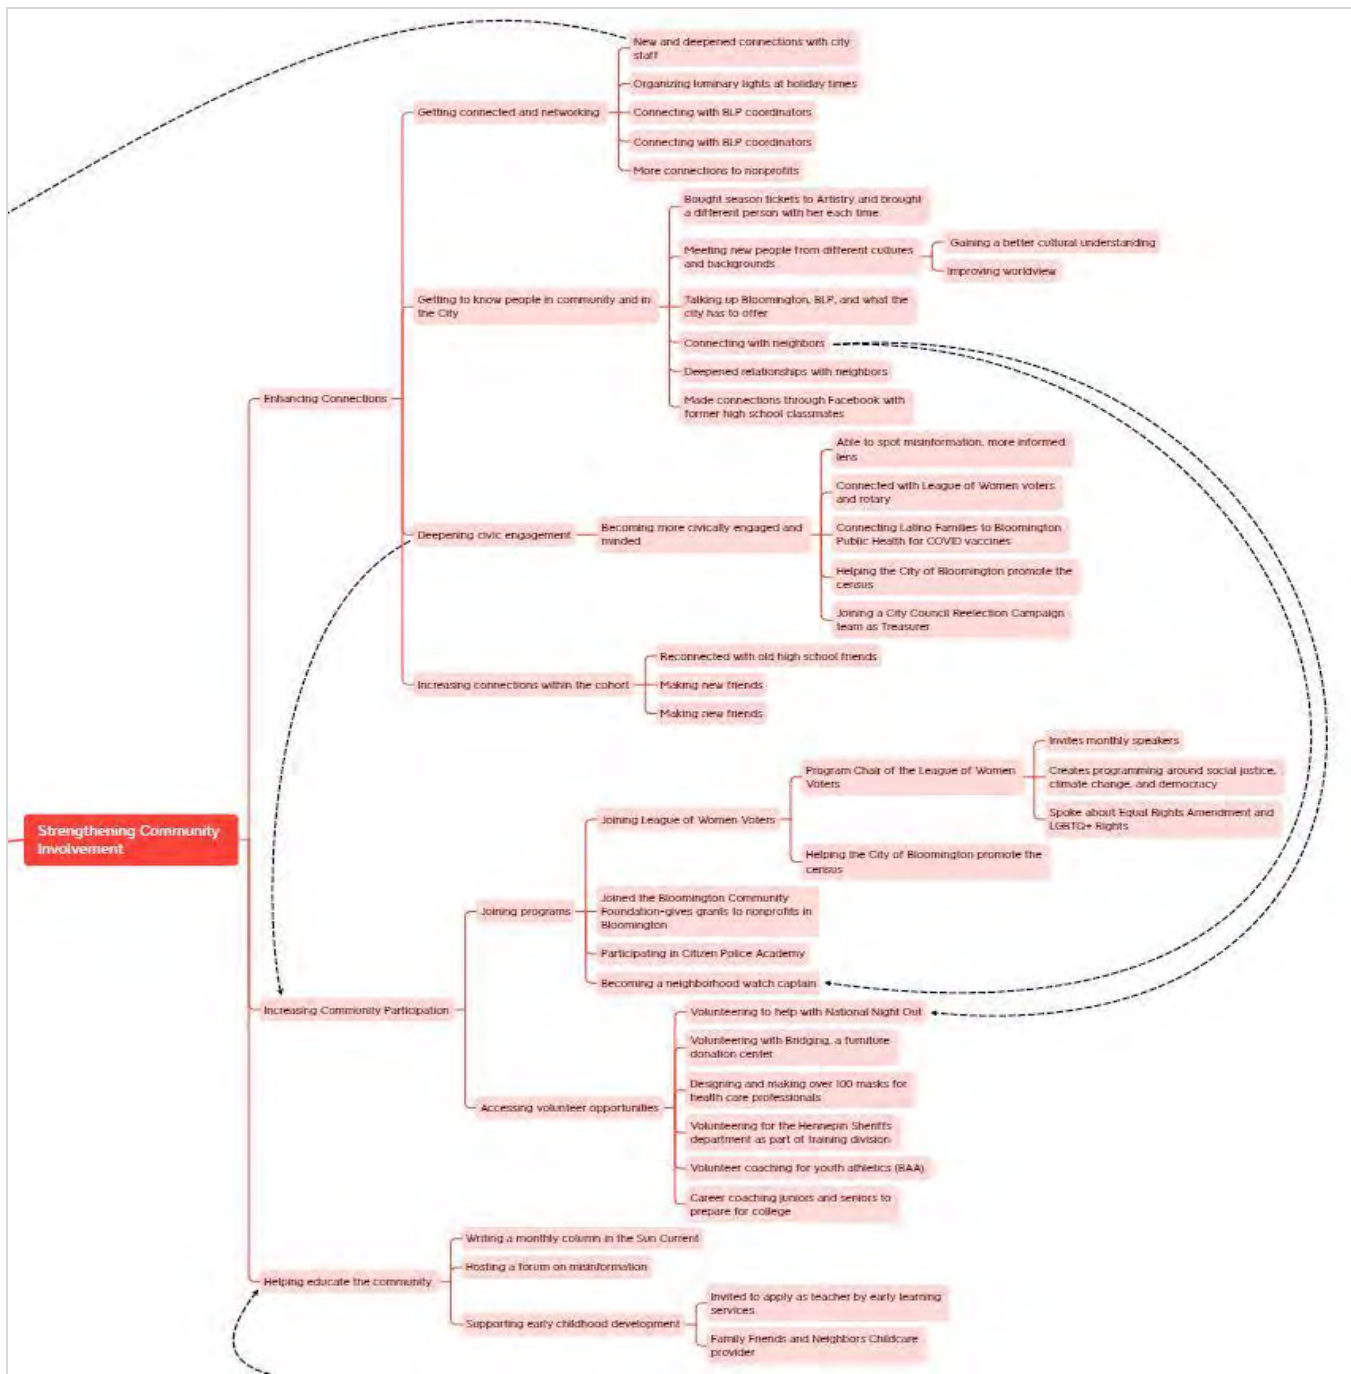 New and deepened connections with city
staff
Organizing luminary lights at holiday times
Getting connected and networking
Connecting with BLP coordinators
Connecting with BLP coordinators
More connections to nonprofits
Bought season tickets to Artistry and brought
a different person with her each time.
Meeting new people from different cultures
and backgrounds
Gaining a better cultural understanding
Improving worldview
Getting to know people in community and in
the City
Talking up Bloomington, BLP, and what the
city has to offer
Connecting with neighbors
Deepened relationships with neighbors
Enhancing Connections
Made connections through Facebook with
former high school classmates
Able to spot misinformation, more informed
lens
Connected with League of Women voters
and rotary
Deepening civic engagement
Becoming more civically engaged and
minded
Connecting Latino Families to Bloomington
Public Health for COVID vaccines
Helping the City of Bloomington promote the
census
Joining a City Council Reelection Campaign
team as Treasurer
Reconnected with old high school friends
Increasing connections within the cohort
Making new friends
Making new friends
Invites monthly speakers
Program Chair of the League of Women
Voters
Creates programming around social justice,
climate change, and democracy
Spoke about Equal Rights Amendment and
LGBTQ+ Rights
Joining League of Women Voters
Strengthening Community
Involvement
Helping the City of Bloomington promote the
census
Joining programs
Joined the Bloomington Community
Foundation-gives grants to nonprofits in
Bloomington
Participating in Citizen Police Academy
Becoming a neighborhood watch captain
Increasing Community Participation
Volunteering to help with National Night Out
Volunteering with Bridging, a furniture
donation center
Designing and making over 100 masks for
health care professionals
Accessing volunteer opportunities
Volunteering for the Hennepin Sheriff's
department as part of training division
Volunteer coaching for youth athletics (BAA)
Career coaching juniors and seniors to
prepare for college
Writing a monthly column in the Sun Current
Hosting a forum on misinformation
Helping educate the community
Invited to apply as teacher by early learning
services
Supporting early childhood development
Family Friends and Neighbors Childcare
provider